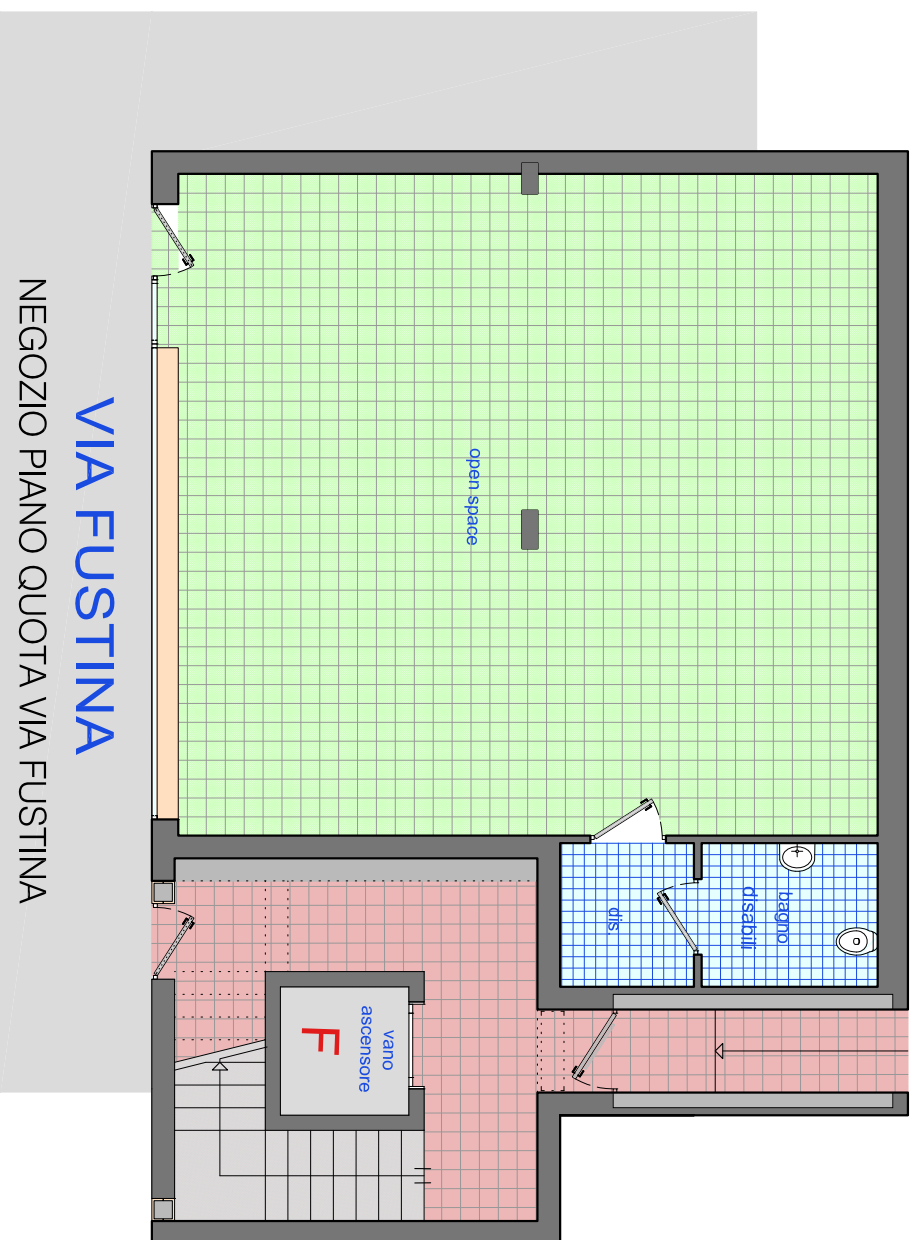 VIA FUSTINA
NEGOZIO PIANO QUOTA VIA FUSTINA
open space
bagno
disabili
dis
vano
ascensore
F